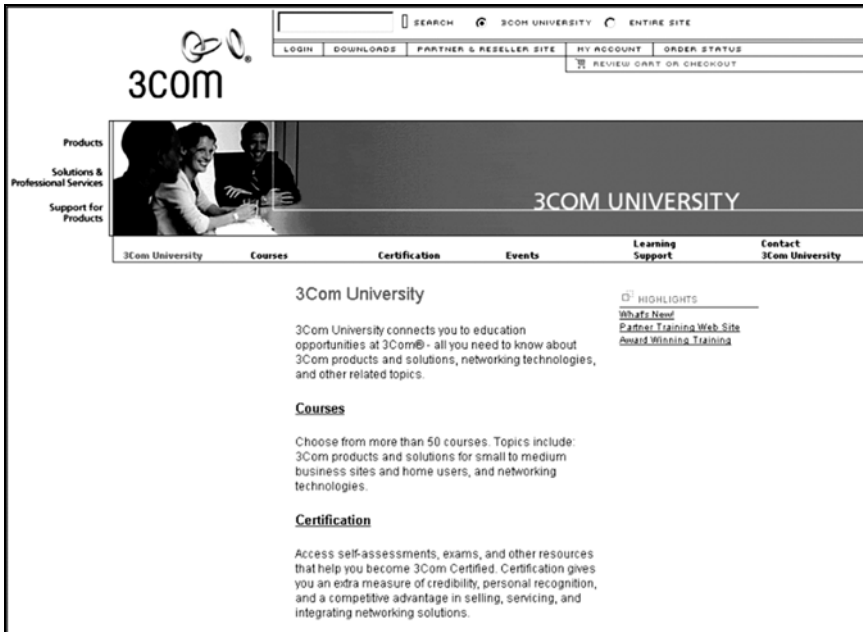 SEARCH 3COM UNIVERSITY ENTIRE SITE
LOGIN DOWNLOADS PARTNER & RESELLER SITE MY ACCOUNT ORDER STATUS
REVIEW CART OR CHECKOUT
3COM
®
Products
Solutions &
Professional Services
Support for
Products
3COM UNIVERSITY
3Com University Courses Certification Events Learning Support Contact 3Com University
3Com University
3Com University connects you to education
opportunities at 3Com® - all you need to know about
3Com products and solutions, networking technologies,
and other related topics.
Courses
Choose from more than 50 courses. Topics include:
3Com products and solutions for small to medium
business sites and home users, and networking
technologies.
Certification
Access self-assessments, exams, and other resources
that help you become 3Com Certified. Certification gives
you an extra measure of credibility, personal recognition,
and a competitive advantage in selling, servicing, and
integrating networking solutions.
HIGHLIGHTS
What's New!
Partner Training Web Site
Award Winning Training